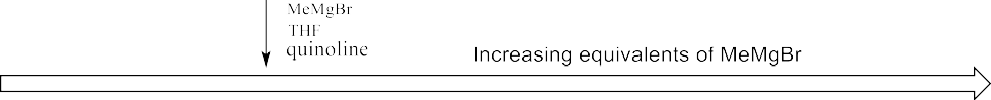 MeMgBr
THF
quinoline
Increasing equivalents of MeMgBr